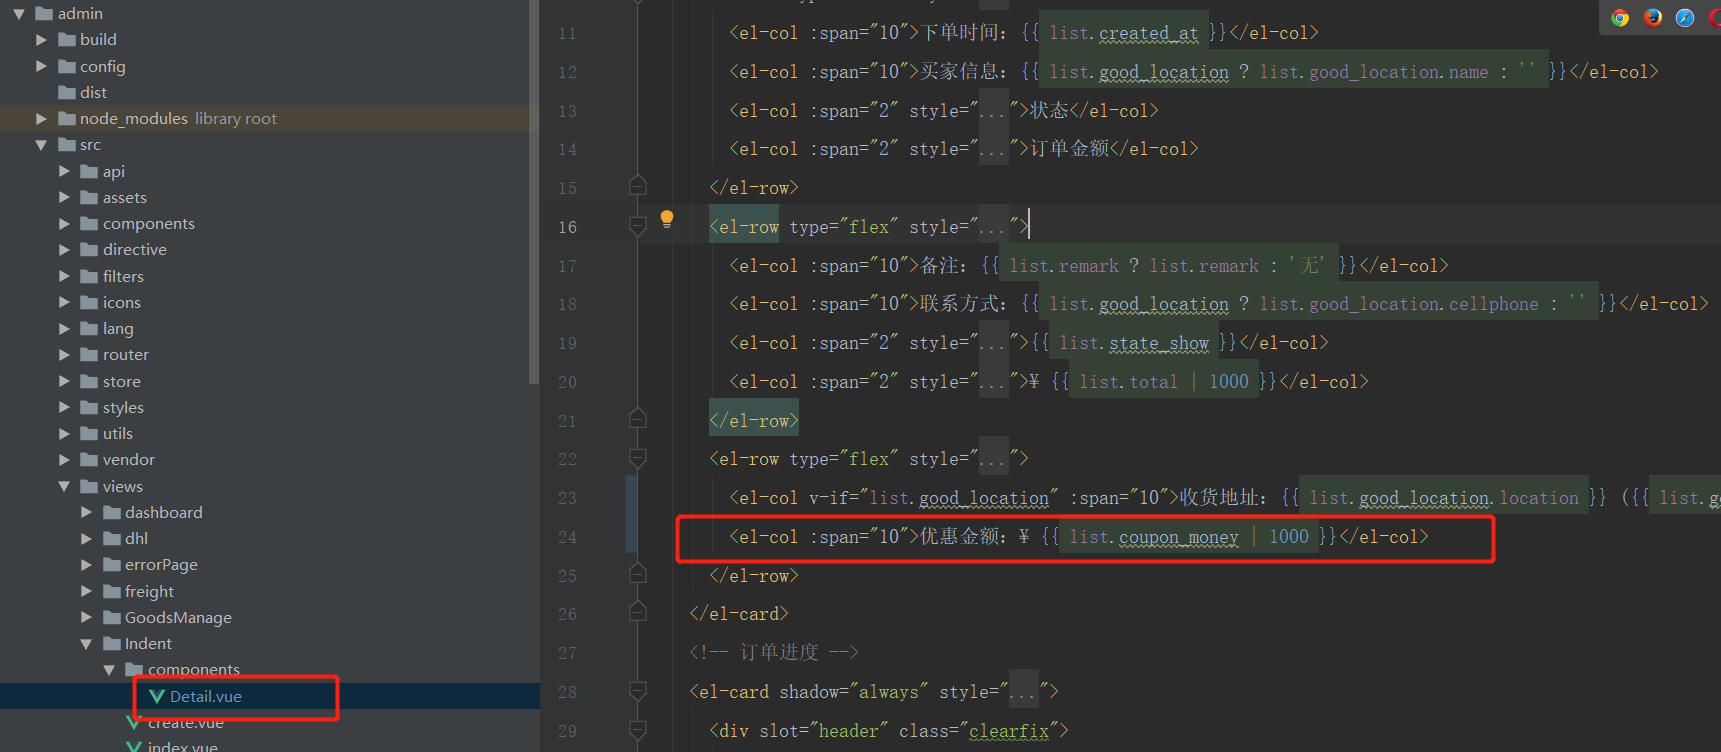 admin
build
config
dist
node_modules library root
src
api
assets
components
directive
filters
icons
lang
router
store
styles
utils
vendor
views
dashboard
dhl
errorPage
freight
GoodsManage
Indent
components
Detail.vue
create.vue
index.vue
11 <el-col :span="10">下单时间: {{ list.created_at }}</el-col>
12 <el-col :span="10">买家信息: {{ list.good_location ? list.good_location.name : '' }}</el-col>
13 <el-col :span="2" style="...">状态</el-col>
14 <el-col :span="2" style="...">订单金额</el-col>
15 </el-row>
16 <el-row type="flex" style="...">
17 <el-col :span="10">备注: {{ list.remark ? list.remark : '无' }}</el-col>
18 <el-col :span="10">联系方式: {{ list.good_location ? list.good_location.cellphone : '' }}</el-col>
19 <el-col :span="2" style="...">{{ list.state_show }}</el-col>
20 <el-col :span="2" style="...">¥ {{ list.total | 1000 }}</el-col>
21 </el-row>
22 <el-row type="flex" style="...">
23 <el-col v-if="list.good_location" :span="10">收货地址: {{ list.good_location.location }} ({{ list.g
24 <el-col :span="10">优惠金额: ¥ {{ list.coupon_money | 1000 }}</el-col>
25 </el-row>
26 </el-card>
27 <!-- 订单进度 -->
28 <el-card shadow="always" style="...">
29 <div slot="header" class="clearfix">